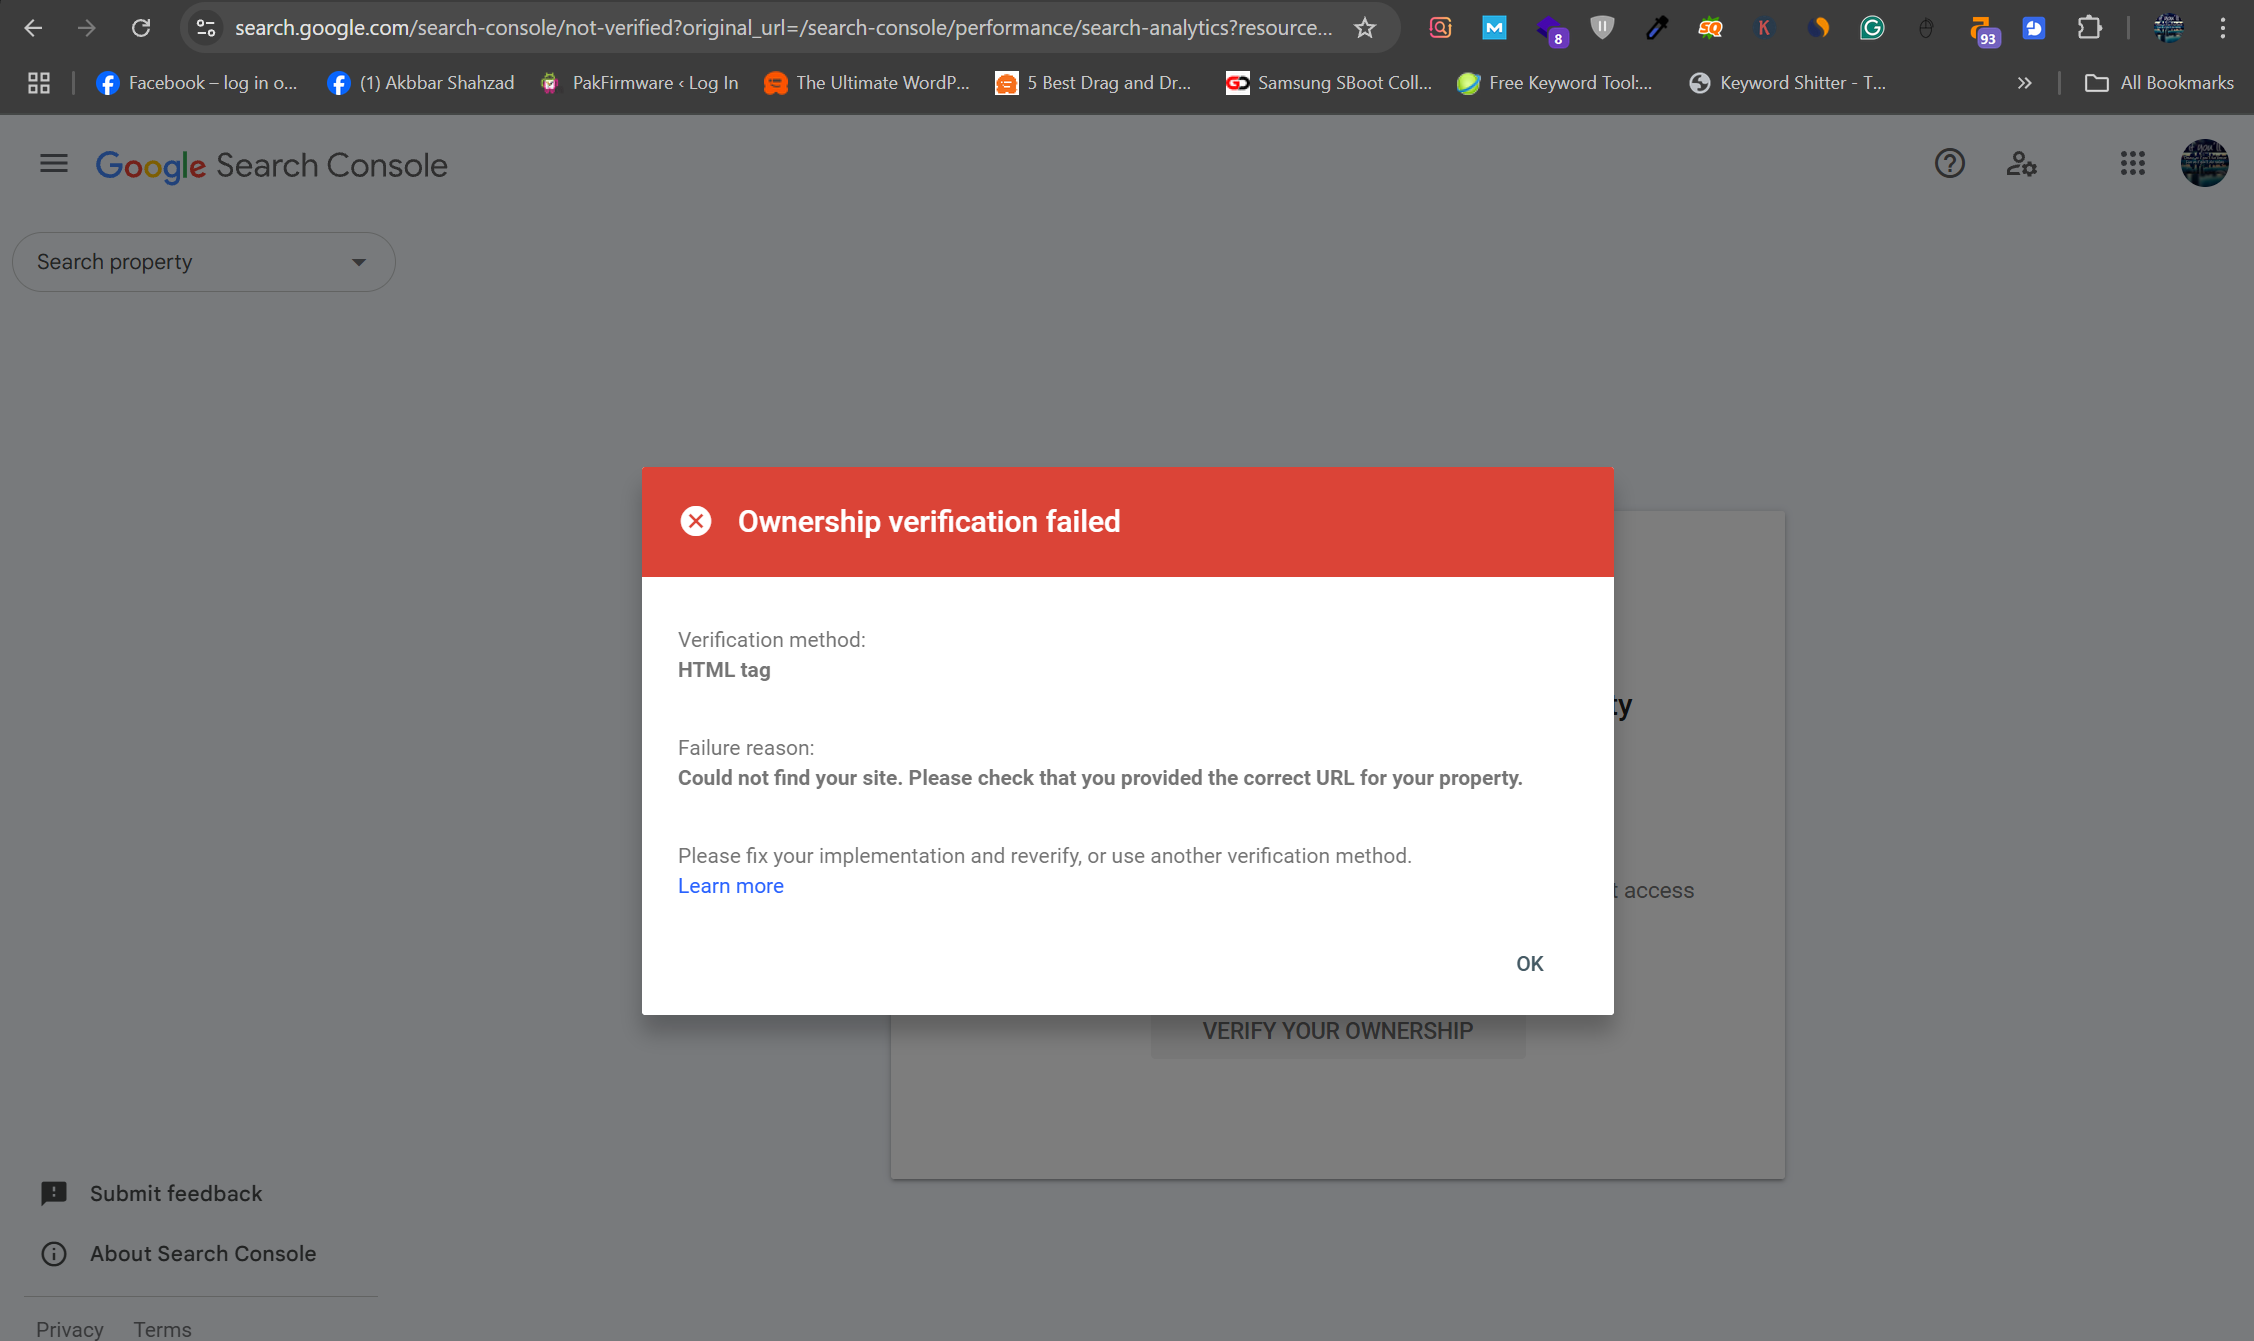 search.google.com/search-console/not-verified?original_url=/search-console/performance/search-analytics?resource...
8
93
Facebook – log in o...
(1) Akbbar Shahzad
PakFirmware ‹ Log In
The Ultimate WordP...
5 Best Drag and Dr...
Samsung SBoot Coll...
Free Keyword Tool:...
Keyword Shitter - T...
»
All Bookmarks
Google Search Console
Search property
Ownership verification failed
Verification method:
HTML tag
ty
Failure reason:
Could not find your site. Please check that you provided the correct URL for your property.
Please fix your implementation and reverify, or use another verification method.
Learn more
t access
OK
VERIFY YOUR OWNERSHIP
Submit feedback
About Search Console
Privacy Terms